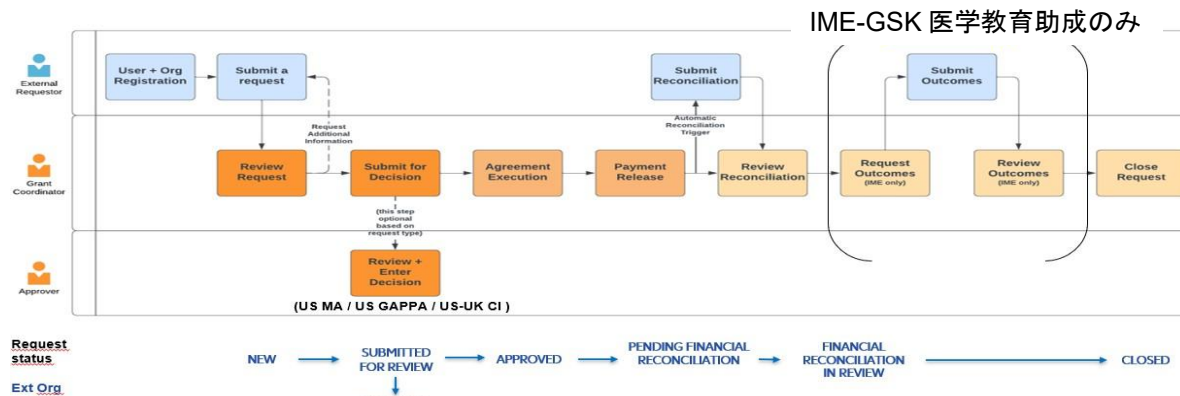 IME-GSK 医学教育助成のみ
External
Requestor
User + Org
Registration
Submit a
request
Submit
Reconciliation
Submit
Outcomes
Request
Additional
Information
Automatic
Reconciliation
Trigger
Grant
Coordinator
Review
Request
Submit for
Decision
Agreement
Execution
Payment
Release
Review
Reconciliation
Request
Outcomes
(IME only)
Review
Outcomes
(IME only)
Close
Request
(this step
optional
based on
request type)
Approver
Review +
Enter
Decision
(US MA / US GAPPA / US-UK CI )
Request
status
NEW
SUBMITTED
FOR REVIEW
APPROVED
PENDING FINANCIAL
RECONCILIATION
FINANCIAL
RECONCILIATION
IN REVIEW
CLOSED
Ext Org